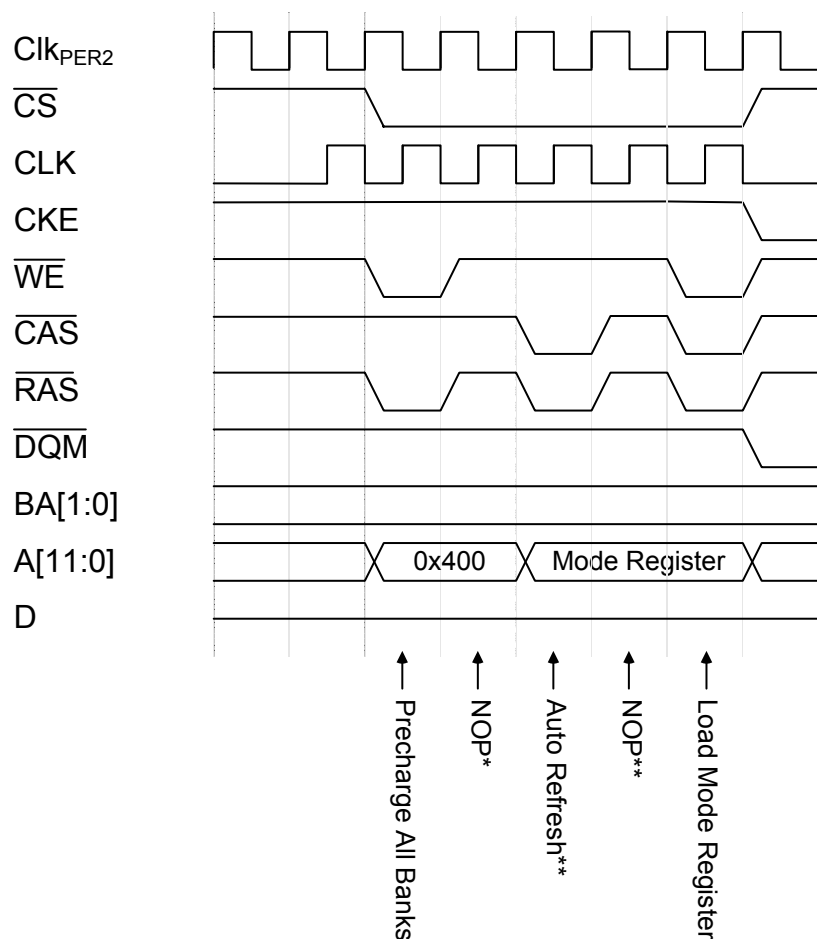 ClkPER2
CS
CLK
CKE
WE
CAS
RAS
DQM
BA[1:0]
A[11:0]
0x400
Mode Register
D
Precharge All Banks
NOP*
Auto Refresh**
NOP**
Load Mode Register